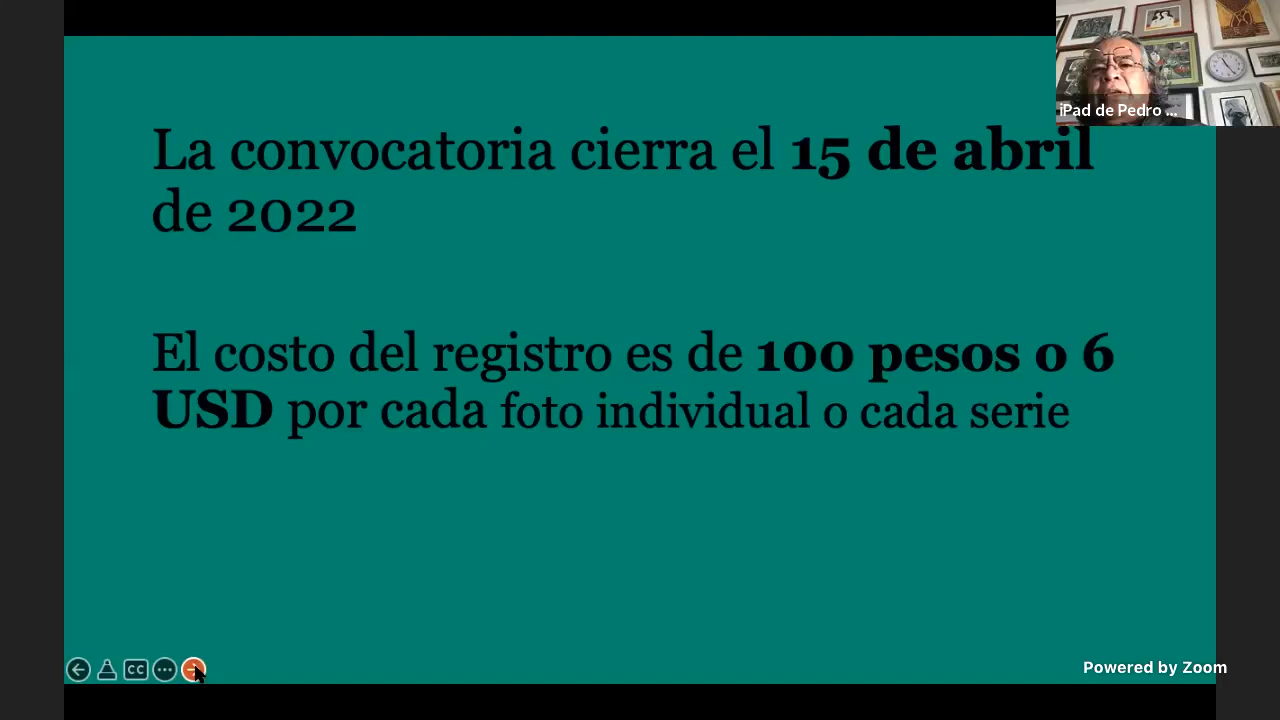 iPad de Pedro ...
La convocatoria cierra el 15 de abril
de 2022
El costo del registro es de 100 pesos o 6
USD por cada foto individual o cada serie
CC
Powered by Zoom